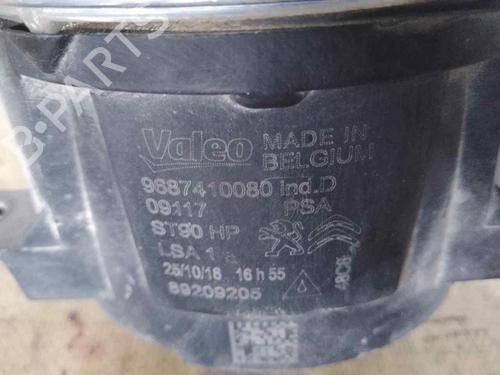 B-PARTS
Valeo MADE IN BELGIUM
9687410080 Ind.D
09117 PSA
ST90 HP
LSA 1
25/10/18 16 h 55
89209205